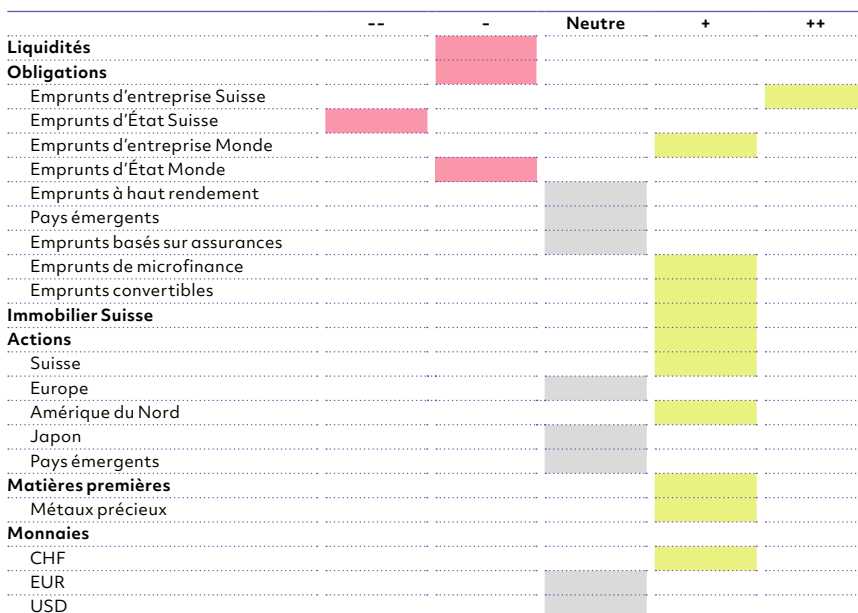 -- - Neutre + ++
Liquidités
Obligations
Emprunts d’entreprise Suisse
Emprunts d’État Suisse
Emprunts d’entreprise Monde
Emprunts d’État Monde
Emprunts à haut rendement
Pays émergents
Emprunts basés sur assurances
Emprunts de microfinance
Emprunts convertibles
Immobilier Suisse
Actions
Suisse
Europe
Amérique du Nord
Japon
Pays émergents
Matières premières
Métaux précieux
Monnaies
CHF
EUR
USD